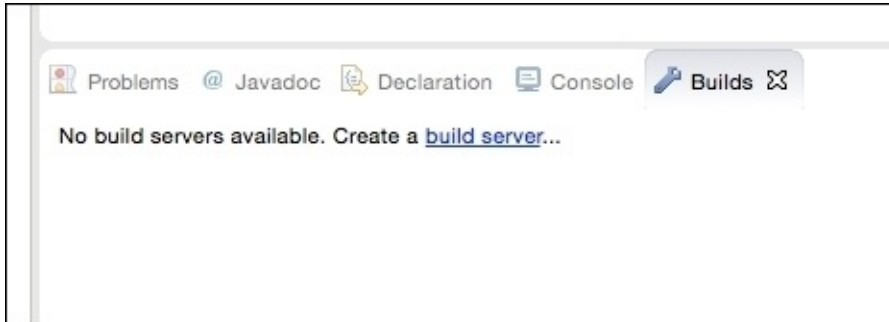 Problems @ Javadoc Declaration Console Builds
No build servers available. Create a build server...